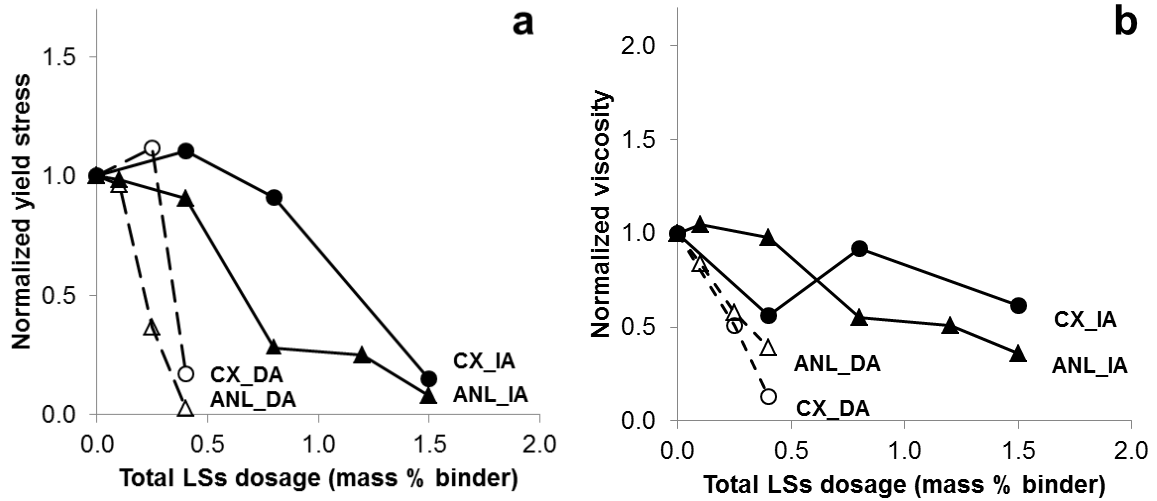 a
1.5
1.0
0.5
0.0
Normalized yield stress
CX_DA
ANL_DA
CX_IA
ANL_IA
0.0 0.5 1.0 1.5 2.0
Total LSs dosage (mass % binder)
b
2.0
1.5
1.0
0.5
0.0
Normalized viscosity
CX_IA
ANL_DA
ANL_IA
CX_DA
0.0 0.5 1.0 1.5 2.0
Total LSs dosage (mass % binder)